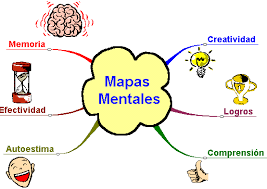 Memoria
Creatividad
Mapas
Mentales
Efectividad
Logros
Autoestima
Comprensión